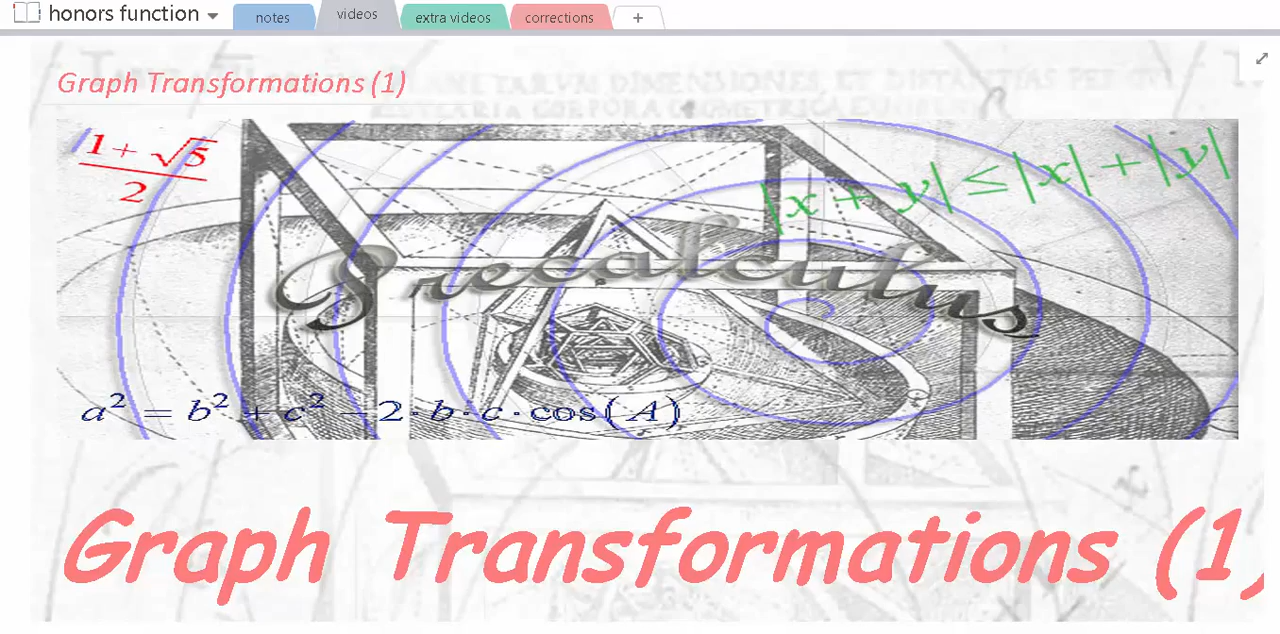 honors function
notes
videos
extra videos
corrections
+
Graph Transformations (1)
1 + √5
2
|x + y| ≤ |x| + |y|
Precalculus
a² = b² + c² − 2 · b · c · cos( A )
Graph Transformations (1)